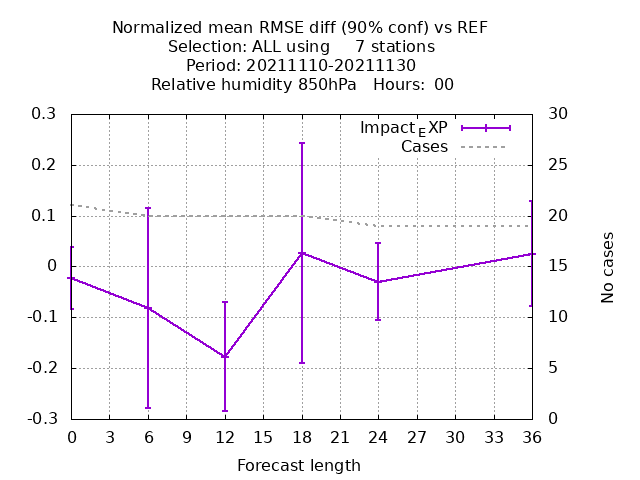 Normalized mean RMSE diff (90% conf) vs REF
Selection: ALL using 7 stations
Period: 20211110-20211130
Relative humidity 850hPa Hours: 00
0.3 30
Impact_EXP
Cases
0.2 25
0.1 20
0 15
-0.1 10
-0.2 5
-0.3 0
No cases
0 3 6 9 12 15 18 21 24 27 30 33 36
Forecast length